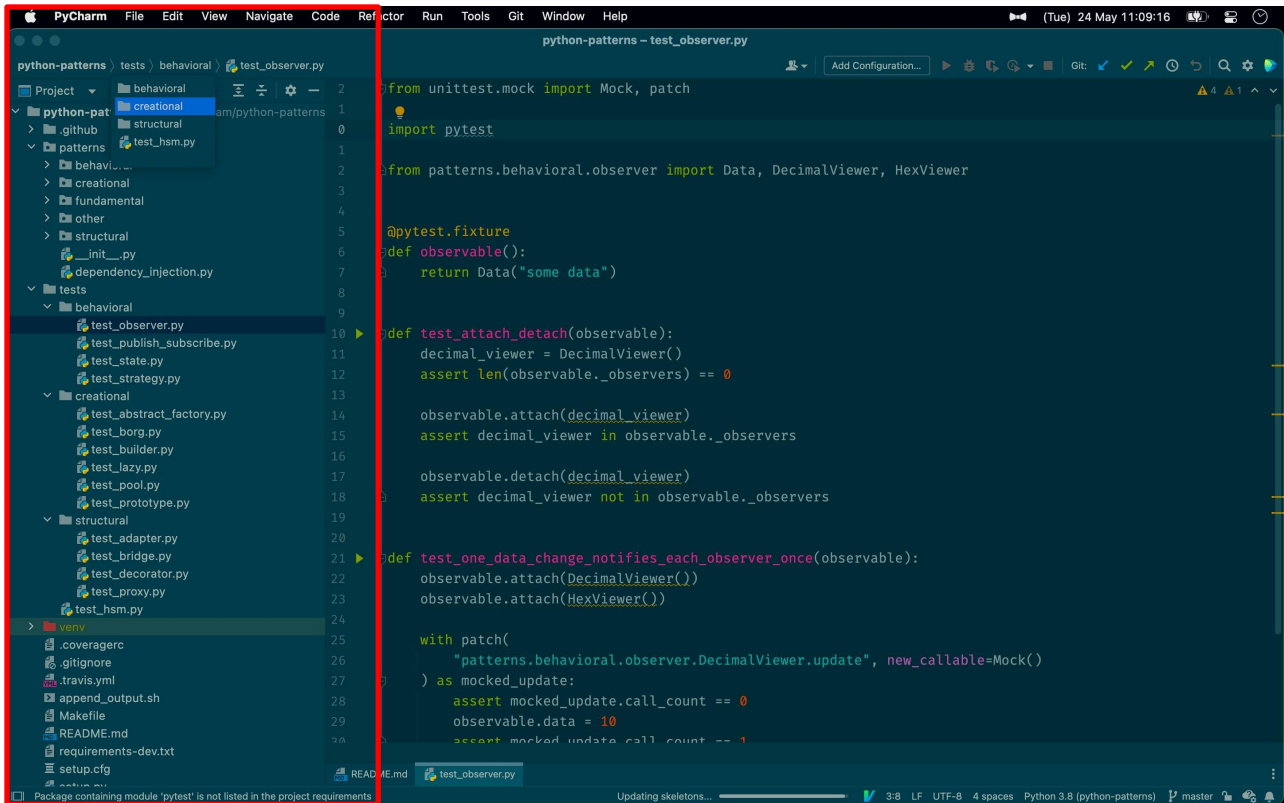 PyCharm File Edit View Navigate Code Refactor Run Tools Git Window Help (Tue) 24 May 11:09:16
python-patterns – test_observer.py
python-patterns tests behavioral test_observer.py Add Configuration... Git:
Project
behavioral
creational
structural
test_hsm.py
python-pat am/python-patterns
.github
patterns
creational
fundamental
other
structural
__init__.py
dependency_injection.py
tests
behavioral
test_observer.py
test_publish_subscribe.py
test_state.py
test_strategy.py
creational
test_abstract_factory.py
test_borg.py
test_builder.py
test_lazy.py
test_pool.py
test_prototype.py
structural
test_adapter.py
test_bridge.py
test_decorator.py
test_proxy.py
test_hsm.py
venv
.coveragerc
.gitignore
.travis.yml
append_output.sh
Makefile
README.md
requirements-dev.txt
setup.cfg
setup.py
4 1
2 from unittest.mock import Mock, patch
1
0 import pytest
1
2 from patterns.behavioral.observer import Data, DecimalViewer, HexViewer
3
4
5 @pytest.fixture
6 def observable():
7 return Data("some data")
8
9
10 def test_attach_detach(observable):
11 decimal_viewer = DecimalViewer()
12 assert len(observable._observers) == 0
13
14 observable.attach(decimal_viewer)
15 assert decimal_viewer in observable._observers
16
17 observable.detach(decimal_viewer)
18 assert decimal_viewer not in observable._observers
19
20
21 def test_one_data_change_notifies_each_observer_once(observable):
22 observable.attach(DecimalViewer())
23 observable.attach(HexViewer())
24
25 with patch(
26 "patterns.behavioral.observer.DecimalViewer.update", new_callable=Mock()
27 ) as mocked_update:
28 assert mocked_update.call_count == 0
29 observable.data = 10
30 assert mocked_update.call_count == 1
README.md test_observer.py
Package containing module 'pytest' is not listed in the project requirements Updating skeletons... 3:8 LF UTF-8 4 spaces Python 3.8 (python-patterns) master